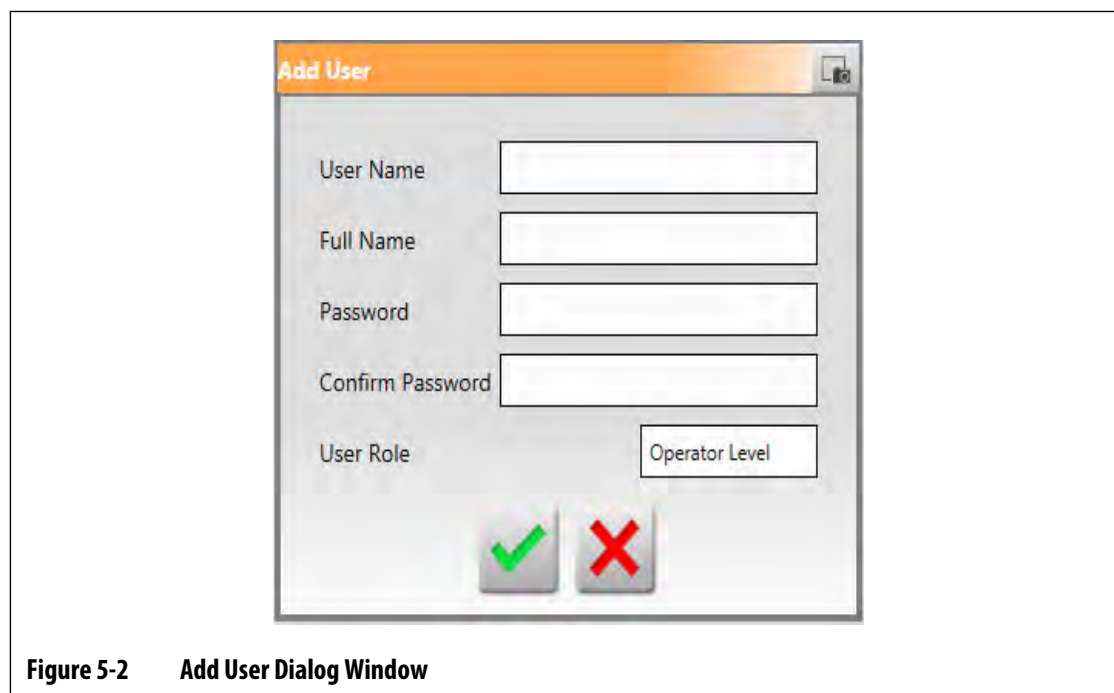 Add User
User Name
Full Name
Password
Confirm Password
User Role Operator Level
Figure 5-2 Add User Dialog Window